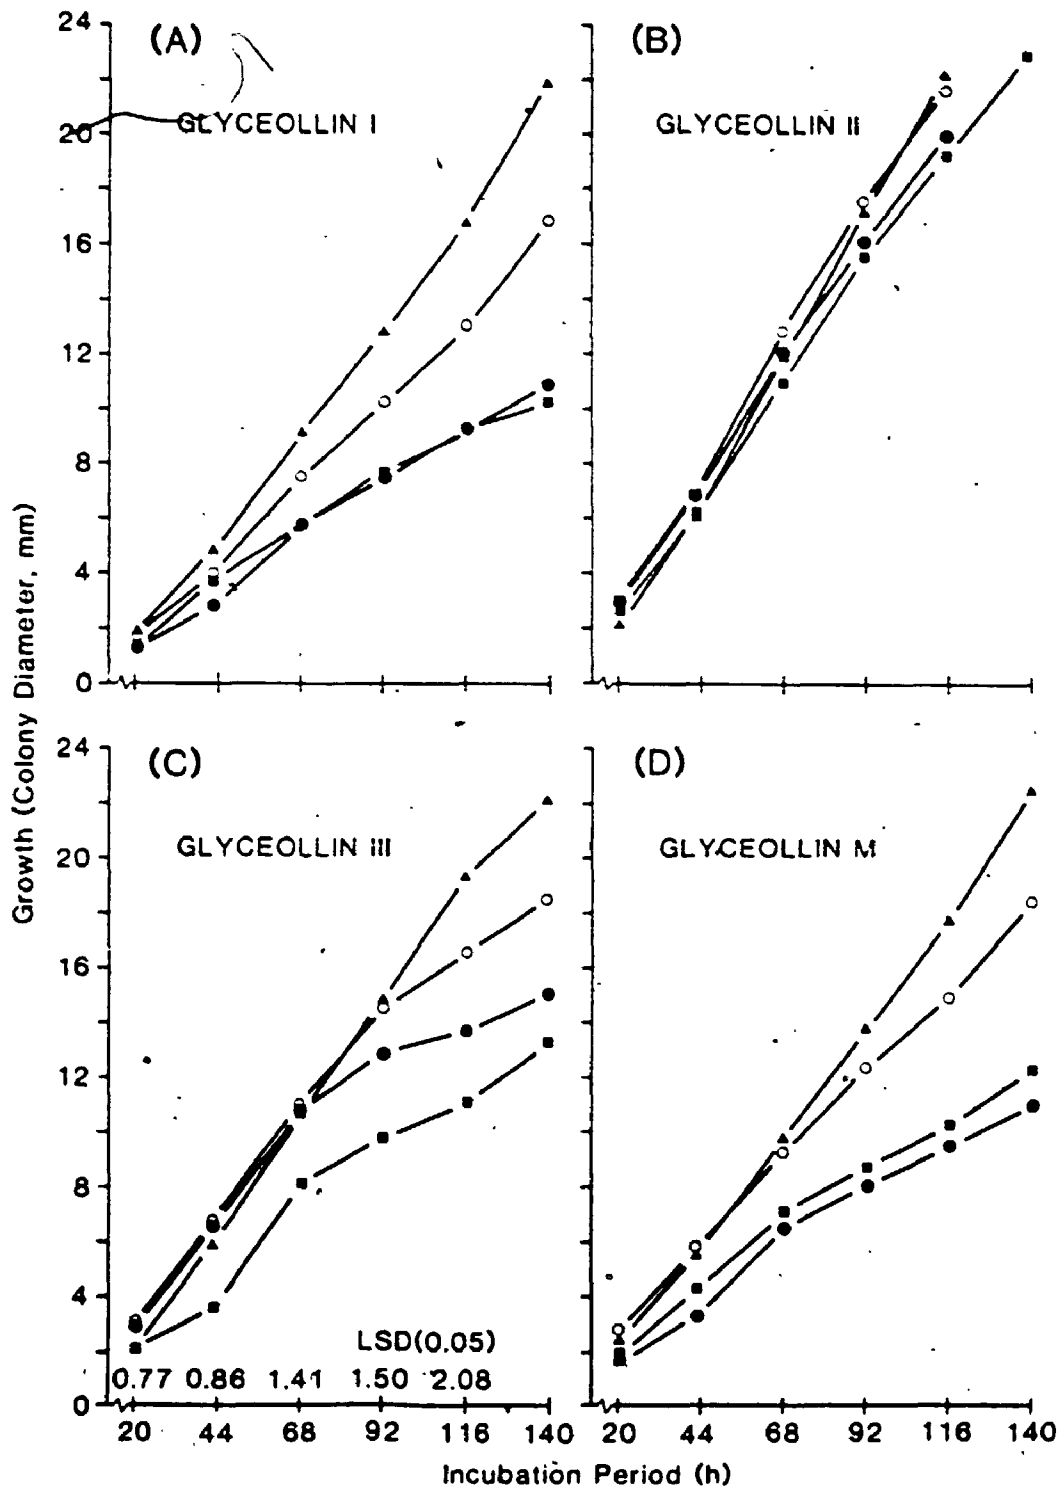 24
(A)
(B)
GLYCEOLLIN I
GLYCEOLLIN II
20
16
12
8
4
0
Growth (Colony Diameter, mm)
24
(C)
(D)
GLYCEOLLIN III
GLYCEOLLIN M
20
16
12
8
4
LSD(0.05)
0.77 0.86 1.41 1.50 2.08
0
20 44 68 92 116 140
20 44 68 92 116 140
Incubation Period (h)